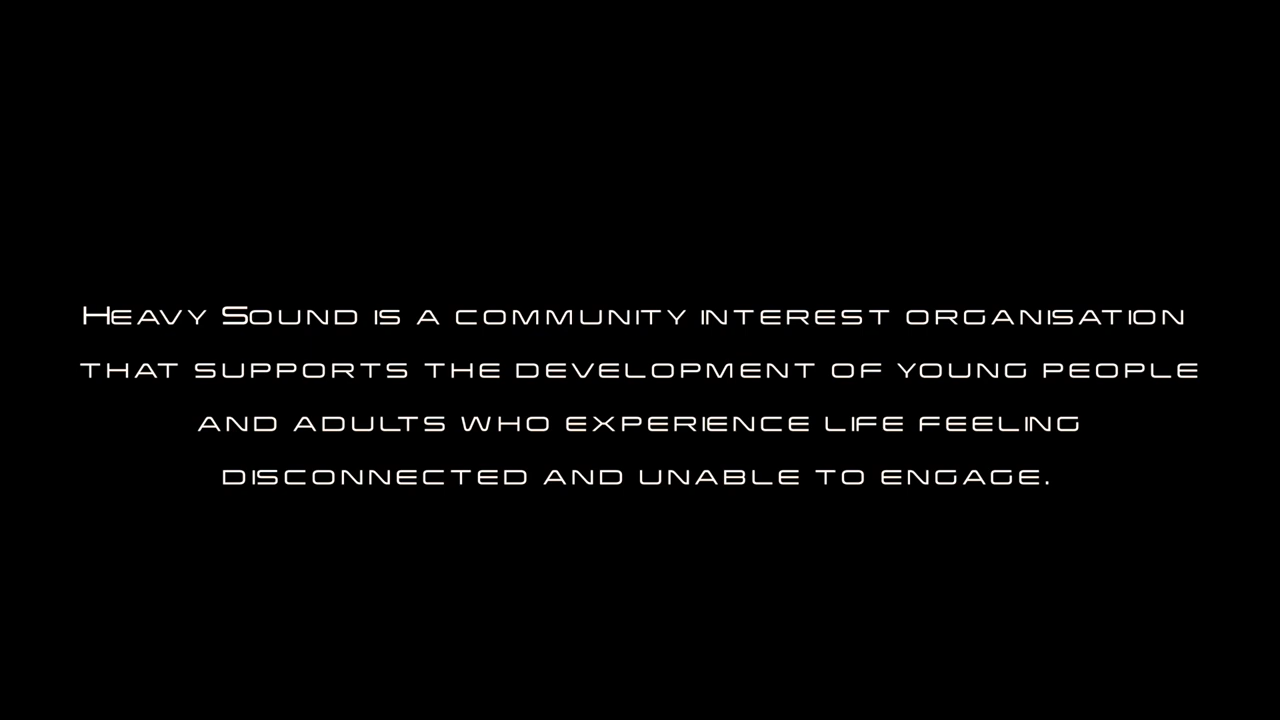 Heavy Sound is a community interest organisation
that supports the development of young people
and adults who experience life feeling
disconnected and unable to engage.